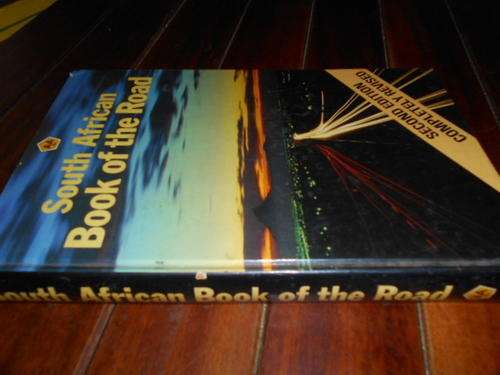 South African
Book of the Road
SECOND EDITION
COMPLETELY REVISED
South African Book of the Road